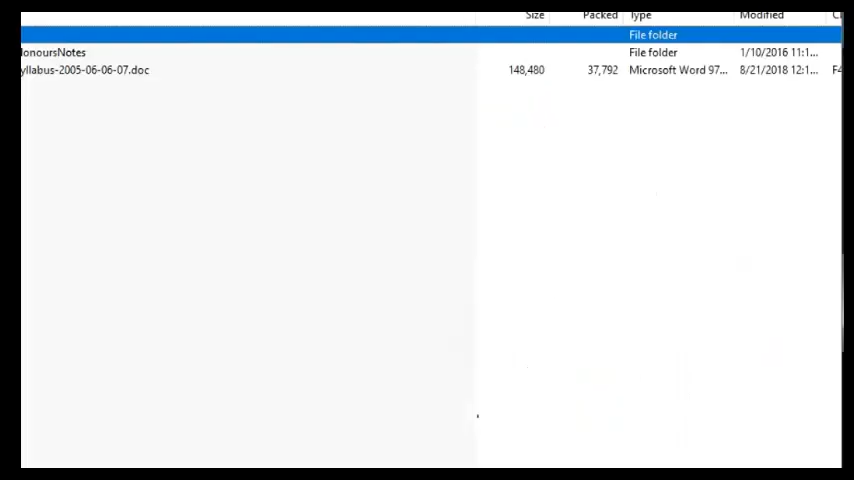 Size Packed Type Modified
File folder
onoursNotes File folder 1/10/2016 11:1...
yllabus-2005-06-06-07.doc 148,480 37,792 Microsoft Word 97... 8/21/2018 12:1... F4